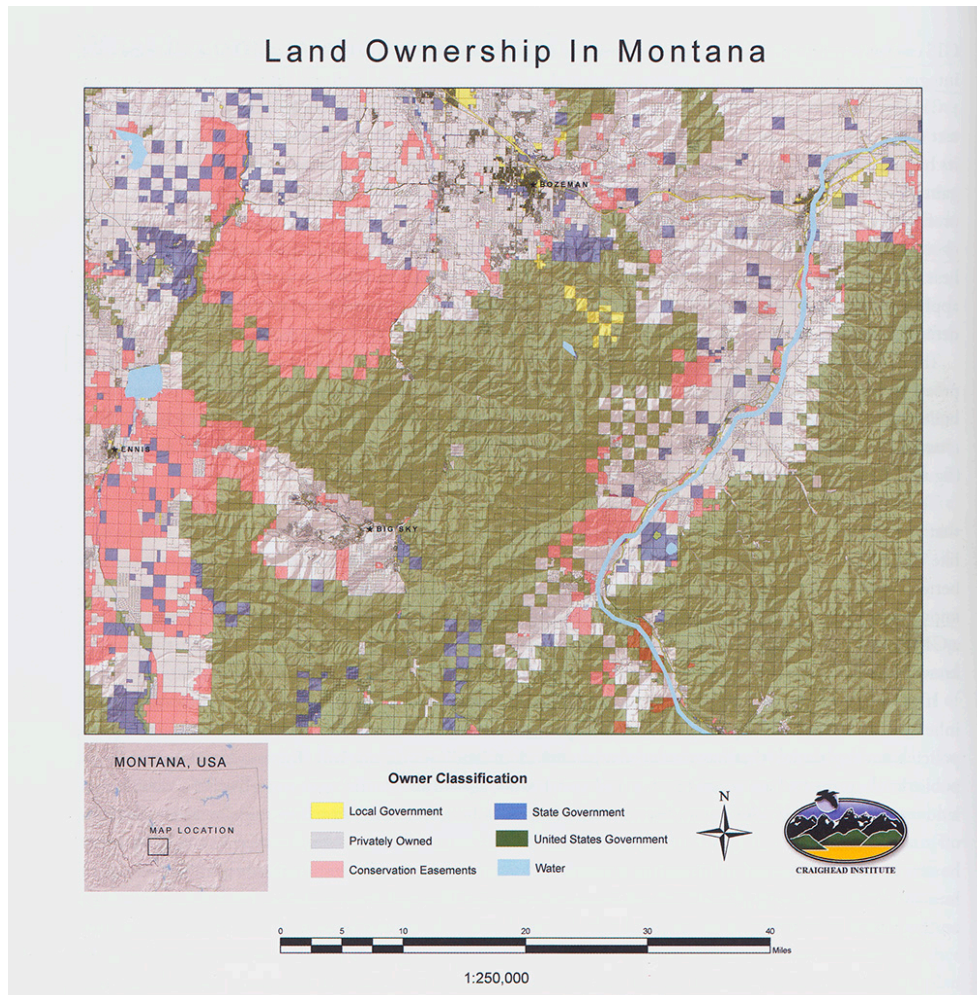 Land Ownership In Montana
BOZEMAN
ENNIS
BIG SKY
MONTANA, USA
MAP LOCATION
Owner Classification
Local Government
State Government
Privately Owned
United States Government
Conservation Easements
Water
N
CRAIGHEAD INSTITUTE
0 5 10 20 30 40
Miles
1:250,000